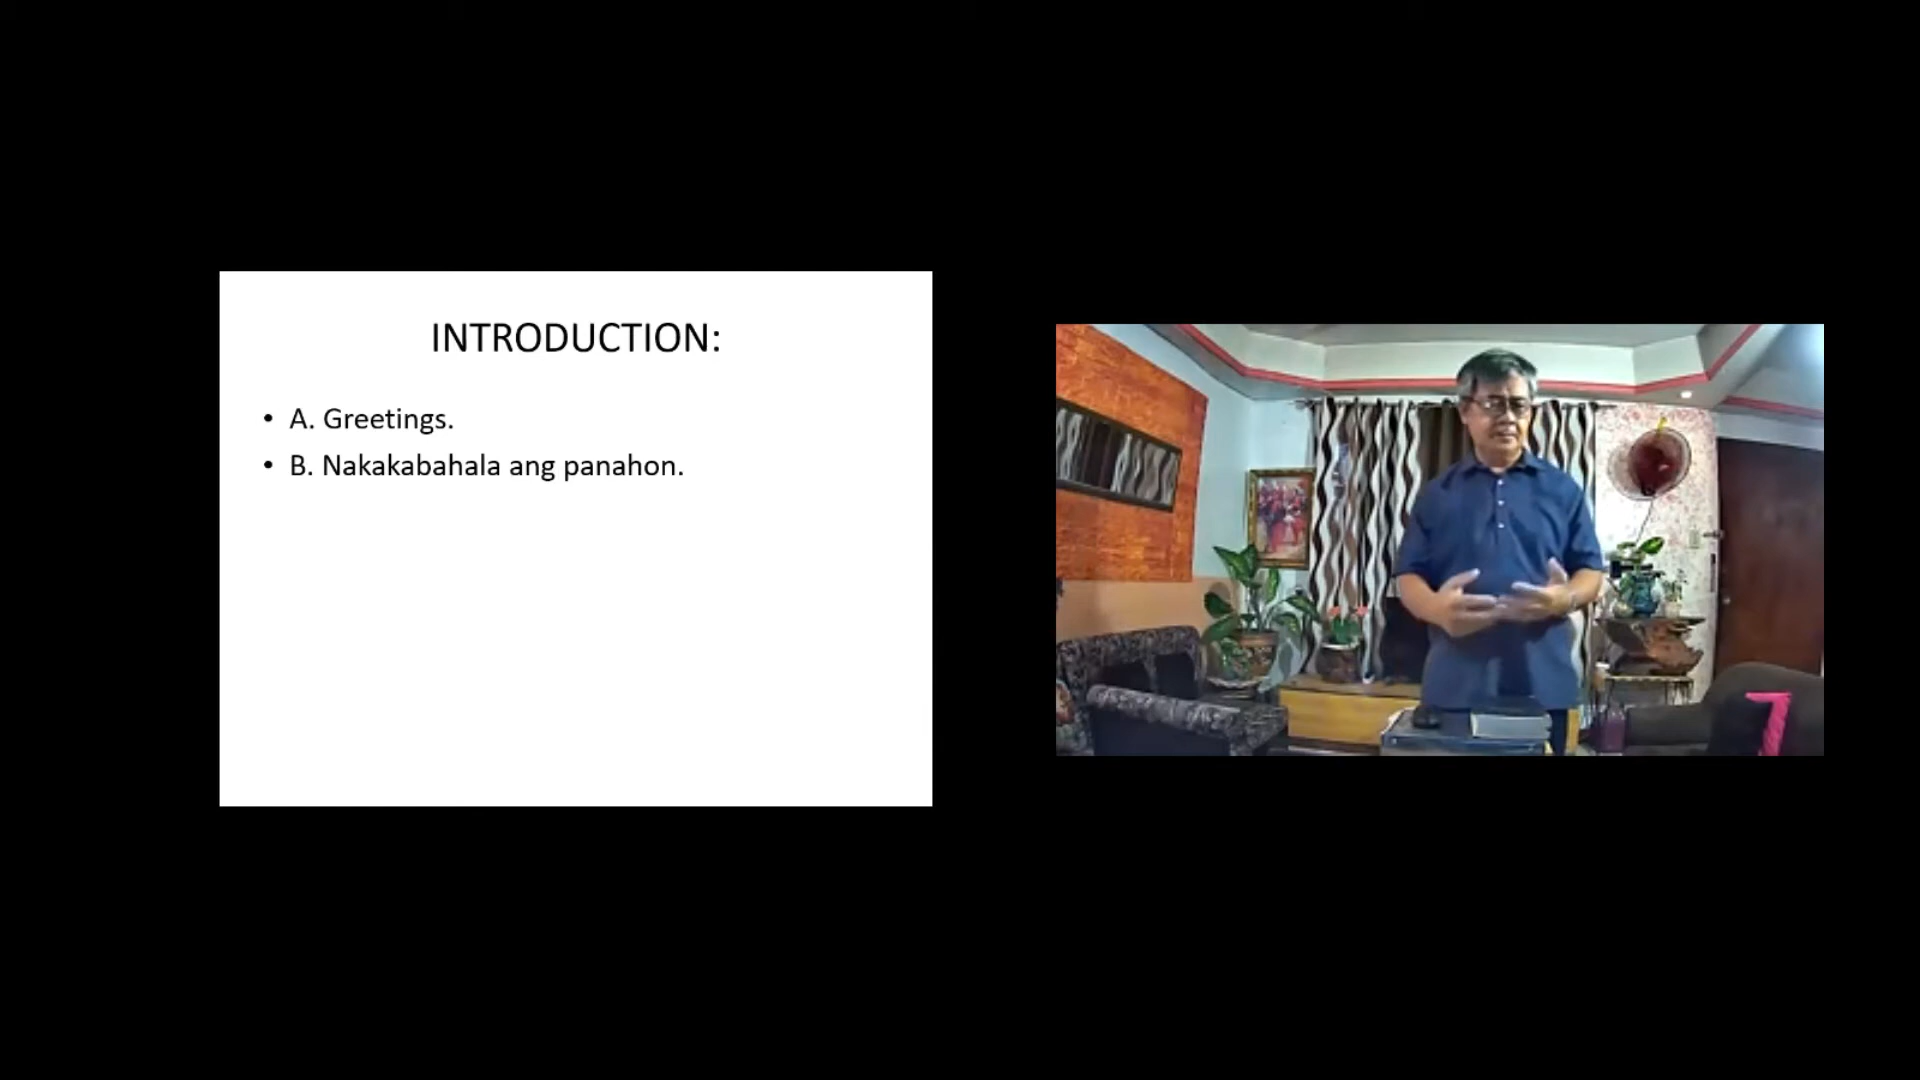 INTRODUCTION:
• A. Greetings.
• B. Nakakabahala ang panahon.